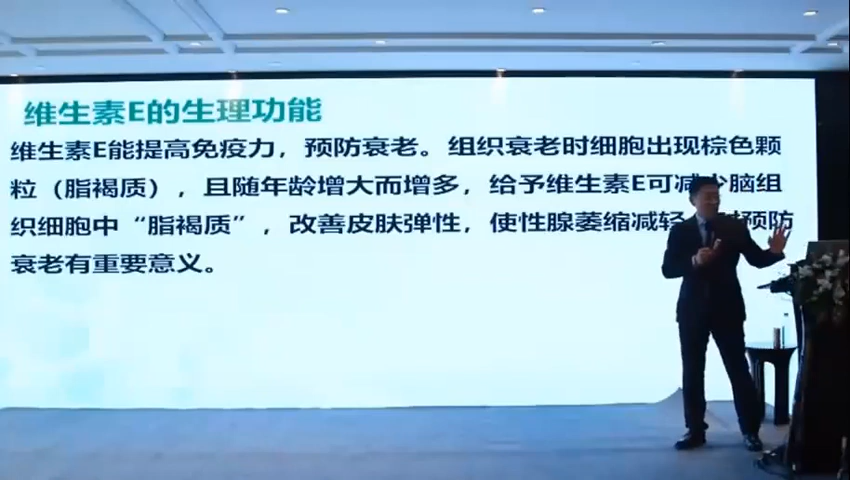 维生素E的生理功能
维生素E能提高免疫力，预防衰老。组织衰老时细胞出现棕色颗
粒（脂褐质），且随年龄增大而增多，给予维生素E可减少脑组
织细胞中“脂褐质”，改善皮肤弹性，使性腺萎缩减轻 预防
衰老有重要意义。